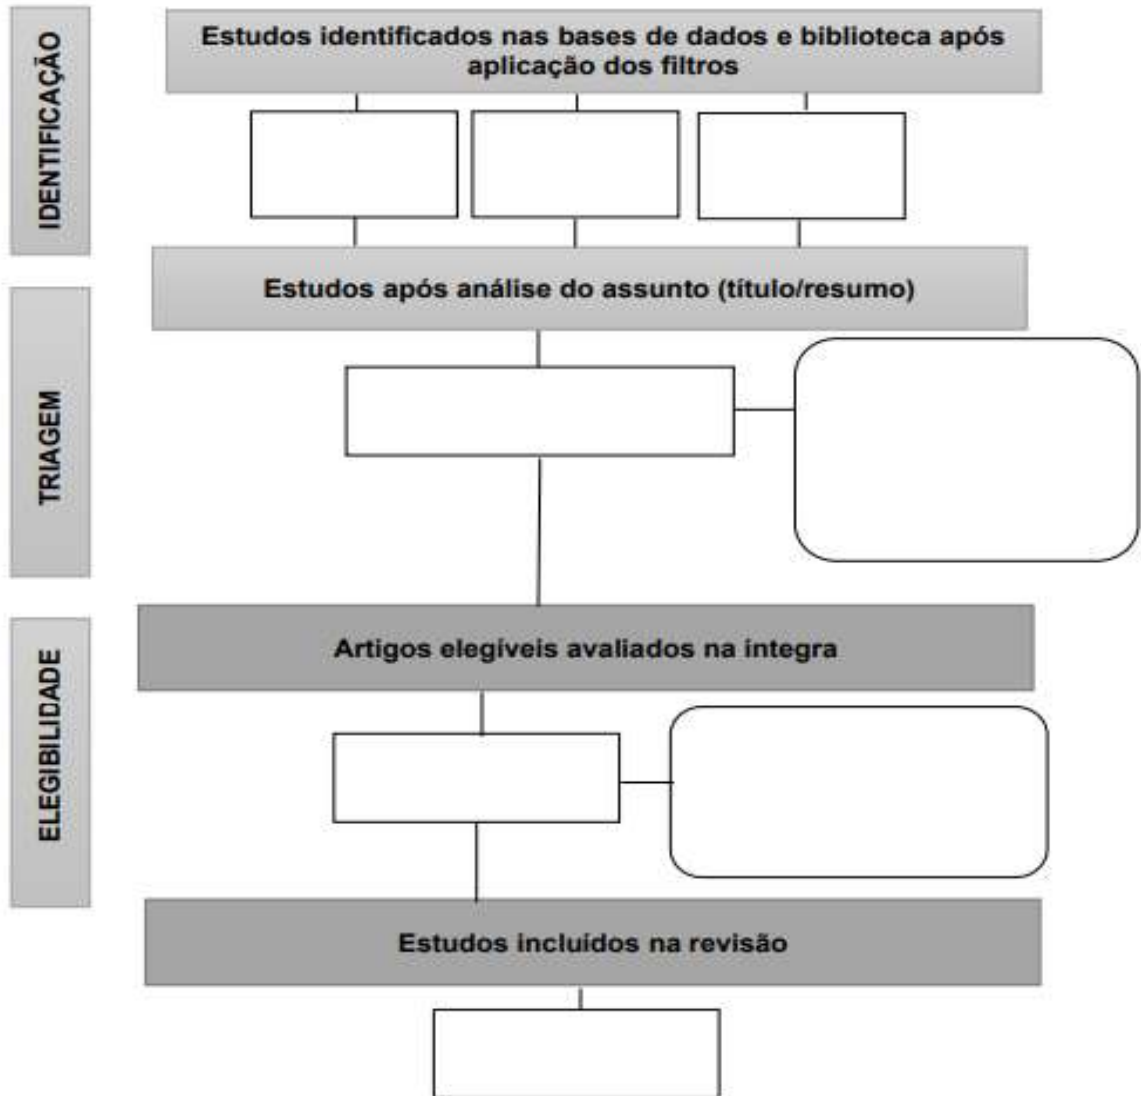 IDENTIFICAÇÃO
Estudos identificados nas bases de dados e biblioteca após
aplicação dos filtros
Estudos após análise do assunto (título/resumo)
TRIAGEM
Artigos elegíveis avaliados na integra
ELEGIBILIDADE
Estudos incluídos na revisão